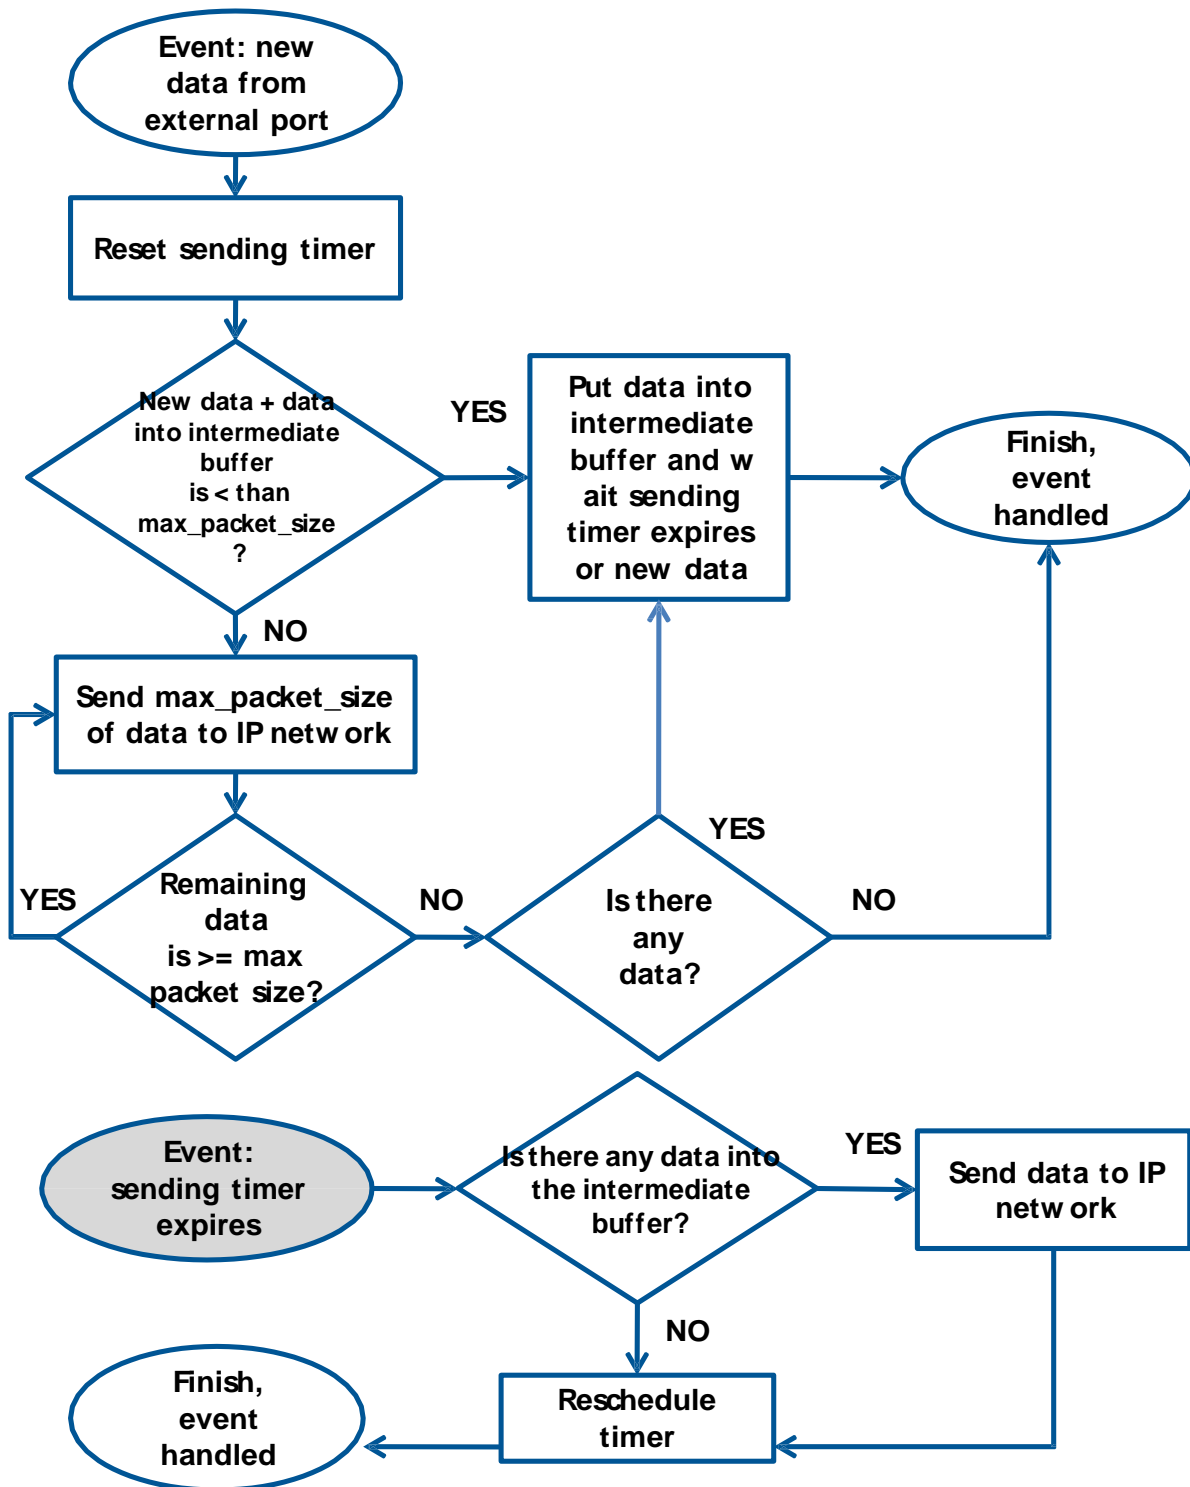 Event: new
data from
external port
Reset sending timer
New data + data
into intermediate
buffer
is < than
max_packet_size
?
YES
Put data into
intermediate
buffer and w
ait sending
timer expires
or new data
Finish,
event
handled
NO
Send max_packet_size
of data to IP network
YES
Remaining
data
is >= max
packet size?
NO
YES
Is there
any
data?
NO
Event:
sending timer
expires
Is there any data into
the intermediate
buffer?
YES
Send data to IP
network
NO
Reschedule
timer
Finish,
event
handled